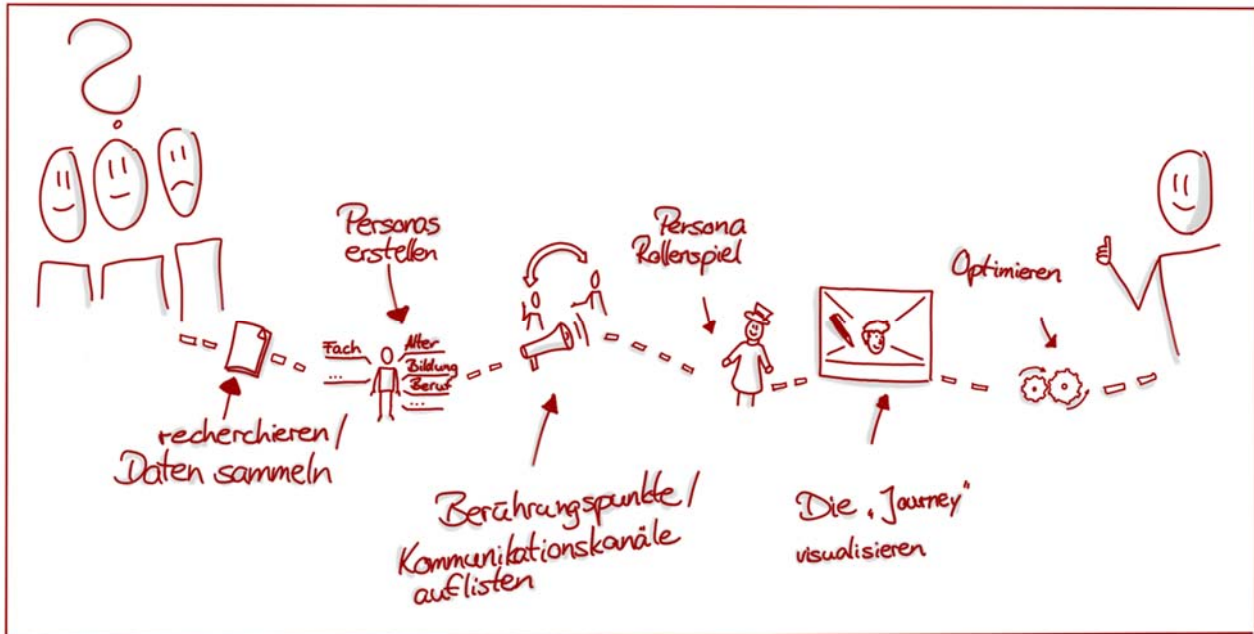 ?
recherchieren/
Daten sammeln
Personas
erstellen
Fach
...
Alter
Bildung
Beruf
...
Berührungspunkte/
Kommunikationskanäle
auflisten
Persona
Rollenspiel
Die „Journey"
visualisieren
Optimieren